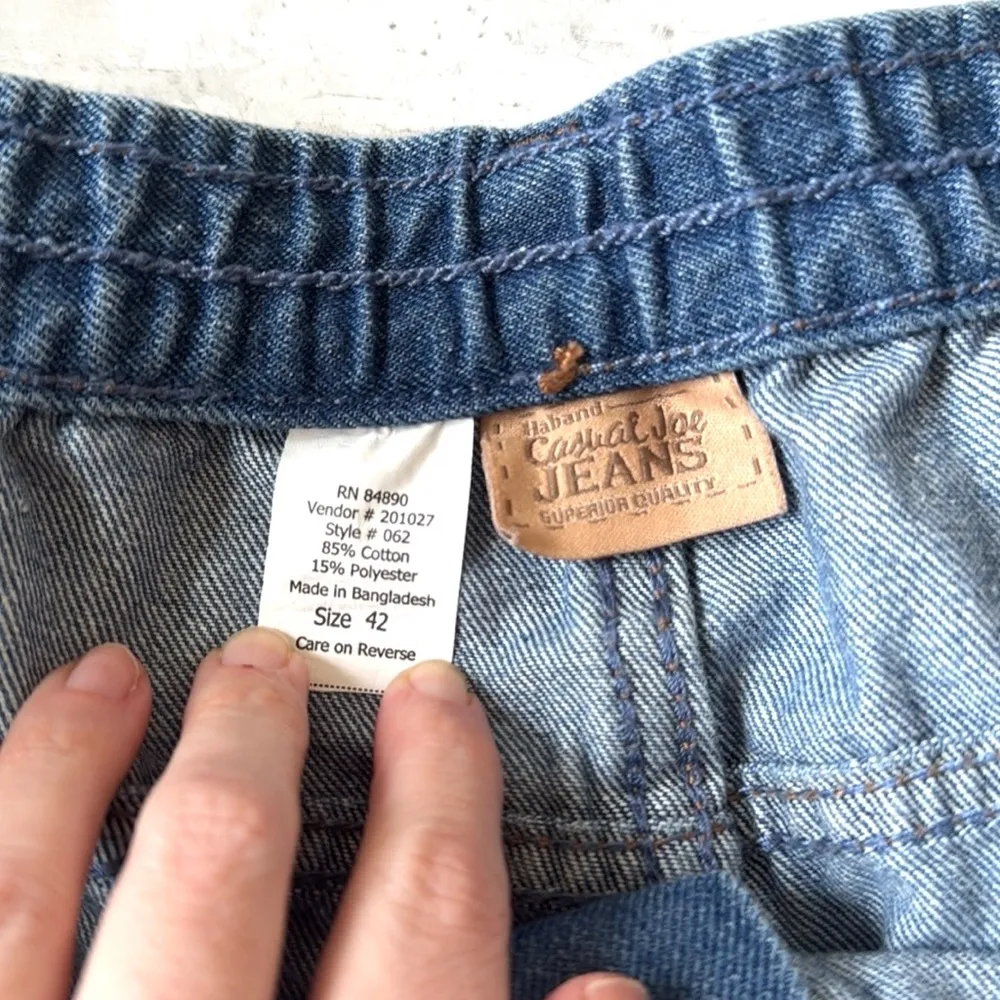 RN 84890
Vendor # 201027
Style # 062
85% Cotton
15% Polyester
Made in Bangladesh
Size 42
Care on Reverse
Haband
Casual Joe
JEANS
SUPERIOR QUALITY